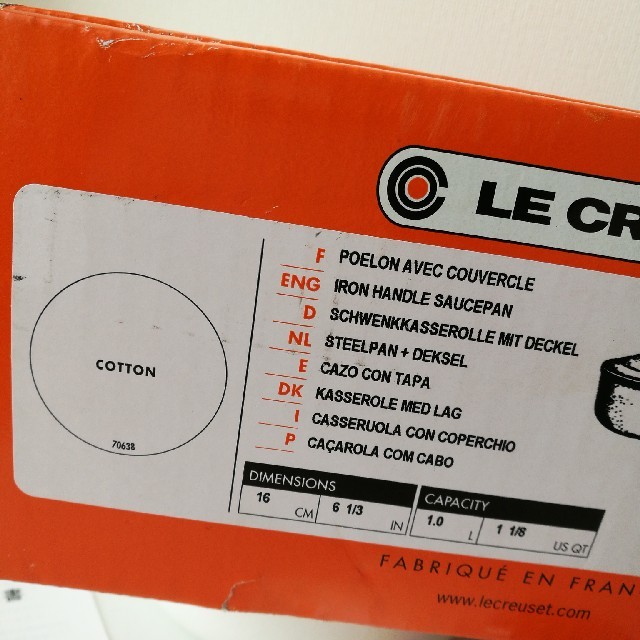 LE CR
F POELON AVEC COUVERCLE
ENG IRON HANDLE SAUCEPAN
D SCHWENKKASSEROLLE MIT DECKEL
NL STEELPAN + DEKSEL
E CAZO CON TAPA
DK KASSEROLE MED LAG
I CASSERUOLA CON COPERCHIO
P CAÇAROLA COM CABO
COTTON
70638
DIMENSIONS
16 CM 6 1/3 IN
CAPACITY
1.0 L 1 1/8 US QT
FABRIQUÉ EN FRAN
www.lecreuset.com